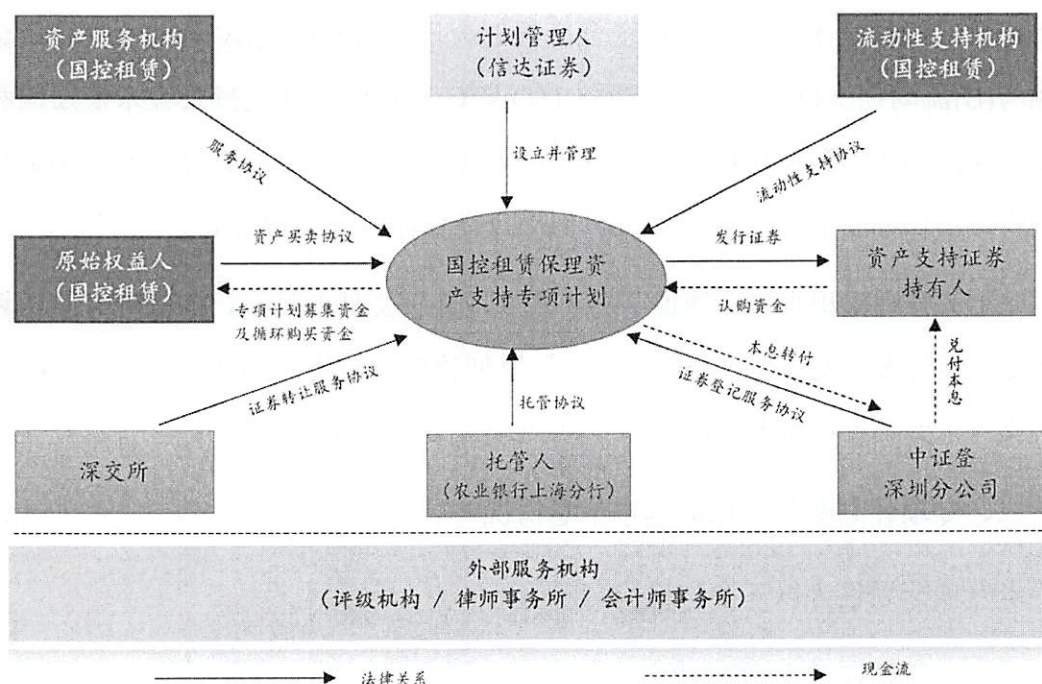 资产服务机构
（国控租赁）
计划管理人
（信达证券）
流动性支持机构
（国控租赁）
服务协议
设立并管理
流动性支持协议
原始权益人
（国控租赁）
资产买卖协议
专项计划募集资金
及循环购买资金
国控租赁保理资
产支持专项计划
发行证券
认购资金
资产支持证券
持有人
证券转让服务协议
托管协议
本息转付
证券登记服务协议
兑付本息
深交所
托管人
（农业银行上海分行）
中证登
深圳分公司
外部服务机构
（评级机构 / 律师事务所 / 会计师事务所）
法律关系
现金流